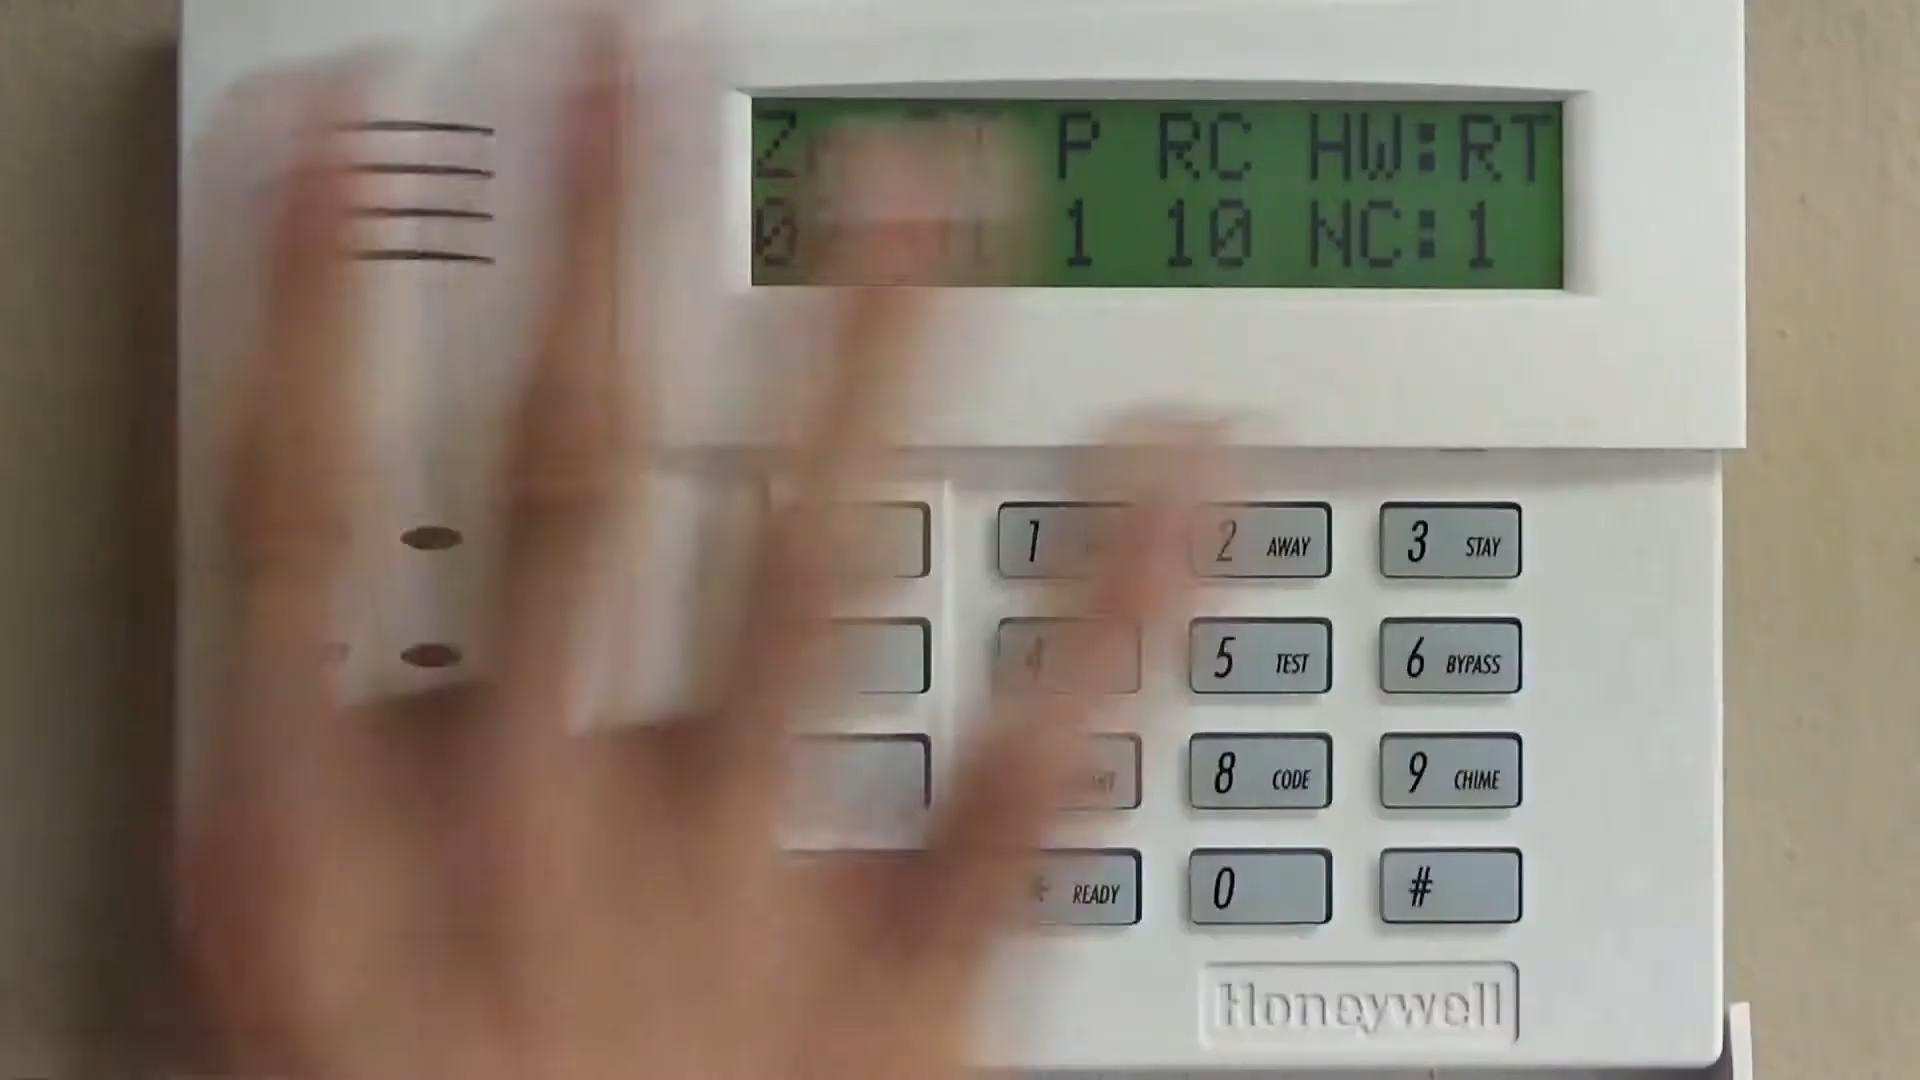 P RC HW:RT
1 10 NC:1
1
2 AWAY
3 STAY
4
5 TEST
6 BYPASS
8 CODE
9 CHIME
READY
0
#
Honeywell